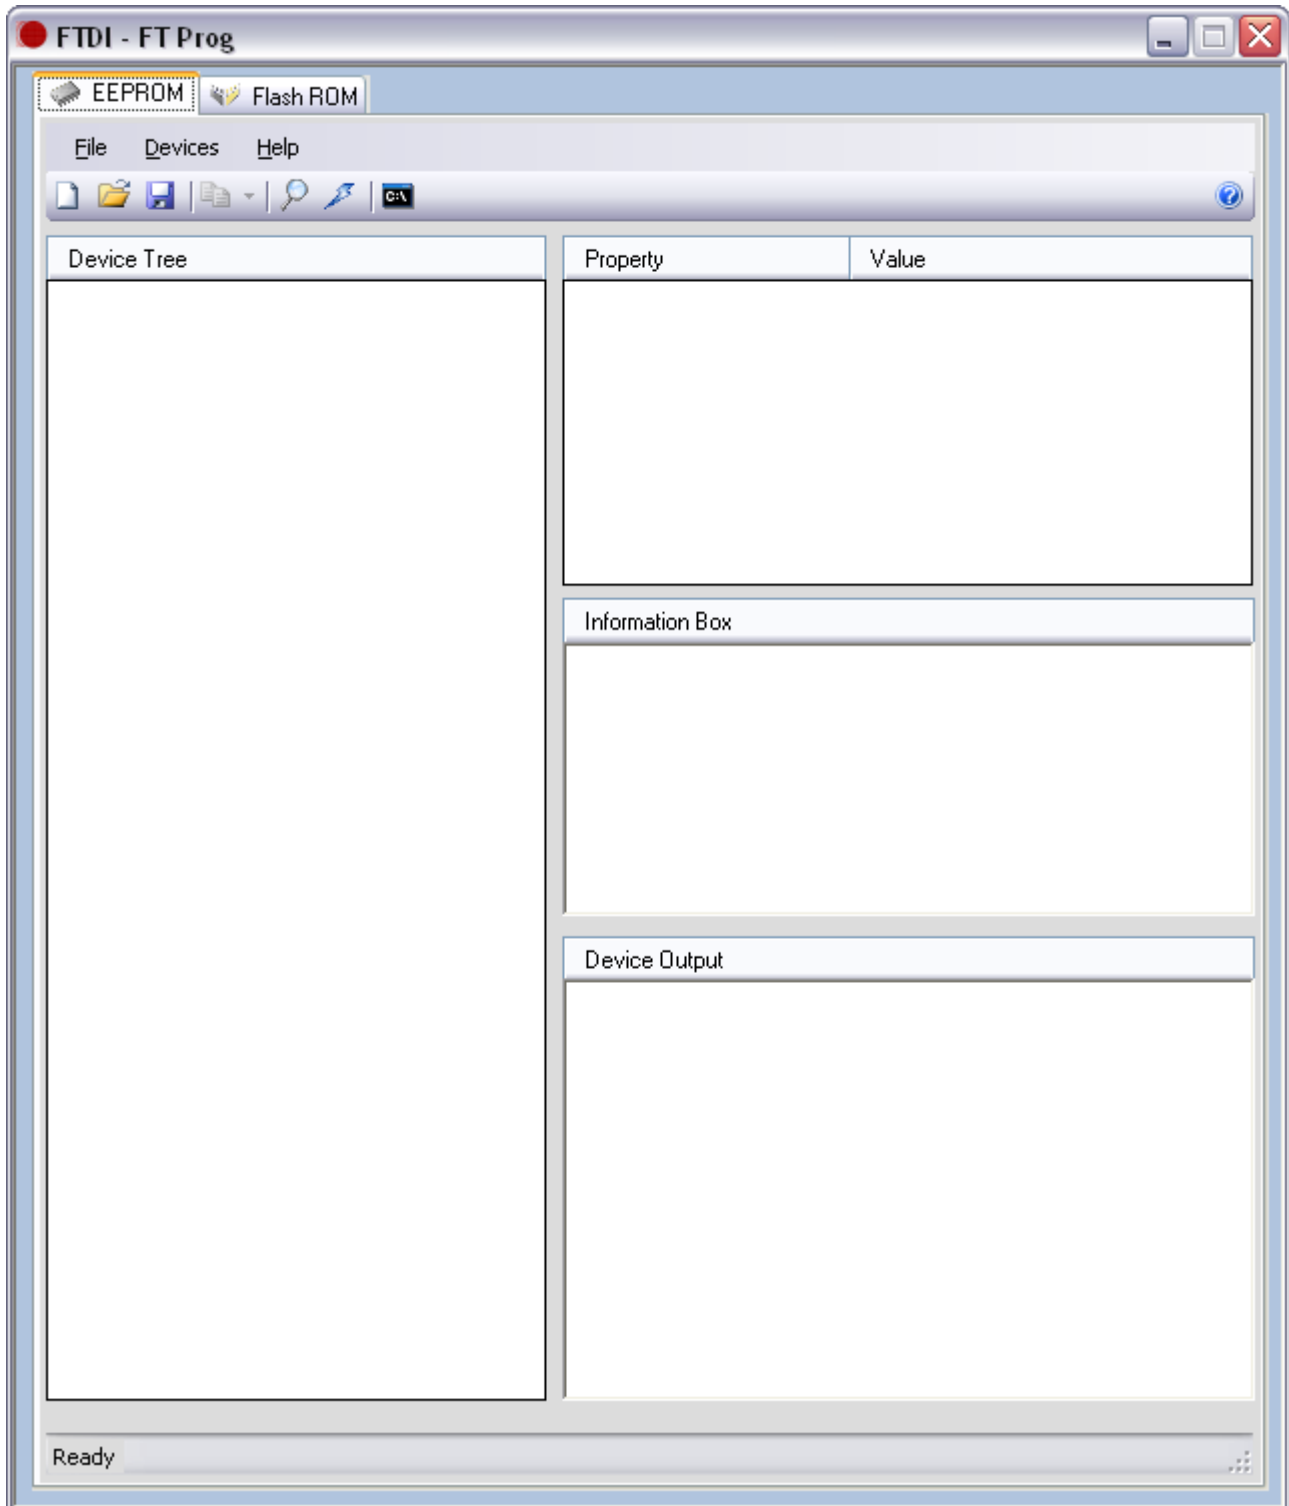 FTDI - FT Prog
EEPROM Flash ROM
File Devices Help
C:\
Device Tree Property Value
Information Box
Device Output
Ready